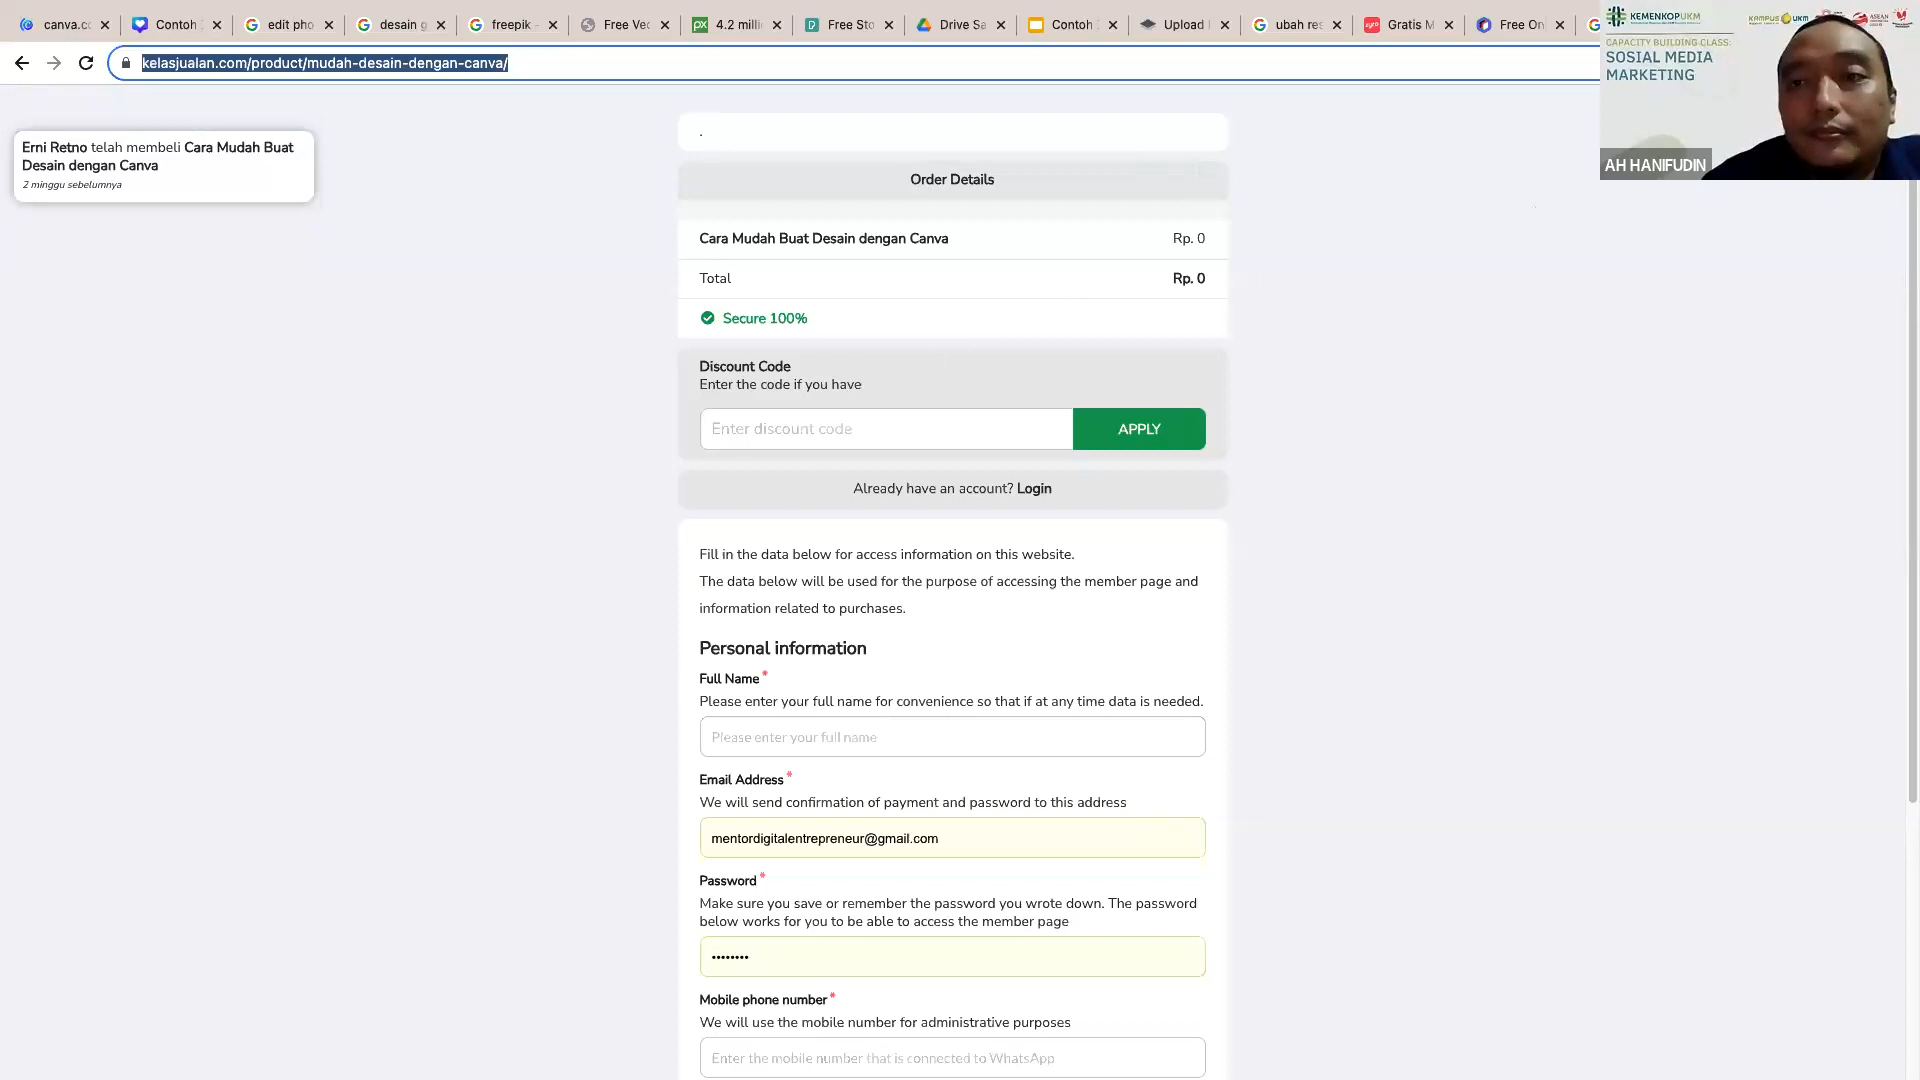 canva.co
Contoh
edit pho
desain g
freepik -
Free Vec
4.2 milli
Free Sto
Drive Sa
Contoh
Upload
ubah res
Gratis M
Free On
kelasjualan.com/product/mudah-desain-dengan-canva/
KEMENKOPUKM
KAMPUS UKM
ASEAN
CAPACITY BUILDING CLASS:
SOSIAL MEDIA
MARKETING
AH HANIFUDIN
Erni Retno telah membeli Cara Mudah Buat
Desain dengan Canva
2 minggu sebelumnya
.
Order Details
Cara Mudah Buat Desain dengan Canva Rp. 0
Total Rp. 0
Secure 100%
Discount Code
Enter the code if you have
Enter discount code
APPLY
Already have an account? Login
Fill in the data below for access information on this website.
The data below will be used for the purpose of accessing the member page and
information related to purchases.
Personal information
Full Name *
Please enter your full name for convenience so that if at any time data is needed.
Please enter your full name
Email Address *
We will send confirmation of payment and password to this address
mentordigitalentrepreneur@gmail.com
Password *
Make sure you save or remember the password you wrote down. The password
below works for you to be able to access the member page
••••••••
Mobile phone number *
We will use the mobile number for administrative purposes
Enter the mobile number that is connected to WhatsApp